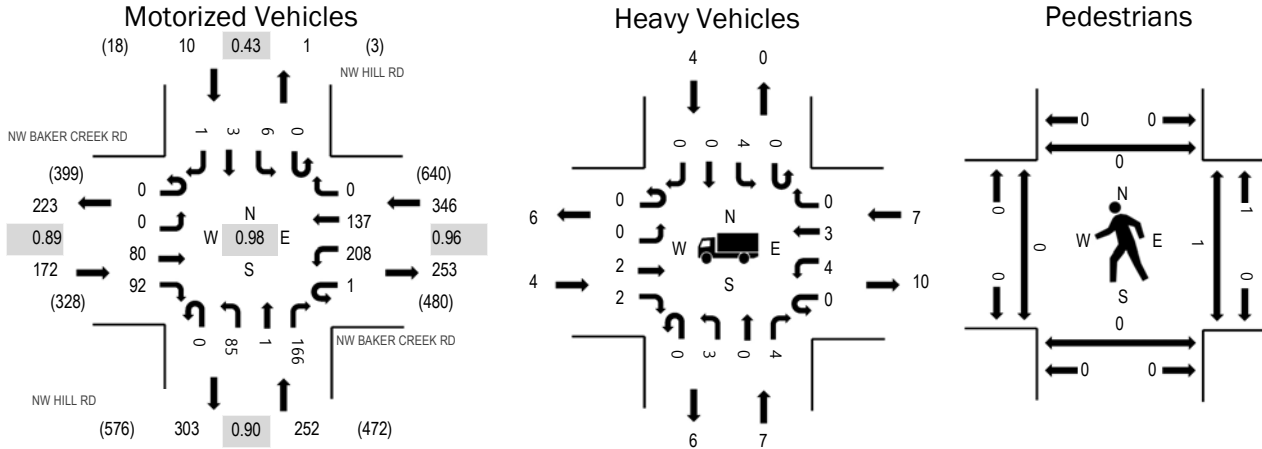 Motorized Vehicles
(18) 10 0.43 1 (3)
NW HILL RD
NW BAKER CREEK RD
1 3 6 0
(399) (640)
0 0
223 346
0 N 137
0.89 W 0.98 E 0.96
80 S 208
172 253
92 1
(328) (480)
0 85 1 166
NW BAKER CREEK RD
NW HILL RD
(576) 303 0.90 252 (472)
Heavy Vehicles
4 0
0 0 4 0
0 0
6 7
0 N 3
W E
2 S 4
4 10
2 0
0 3 0 4
6 7
Pedestrians
0 0
0
0 N 1
W E
0 1
0 S 0
0
0 0